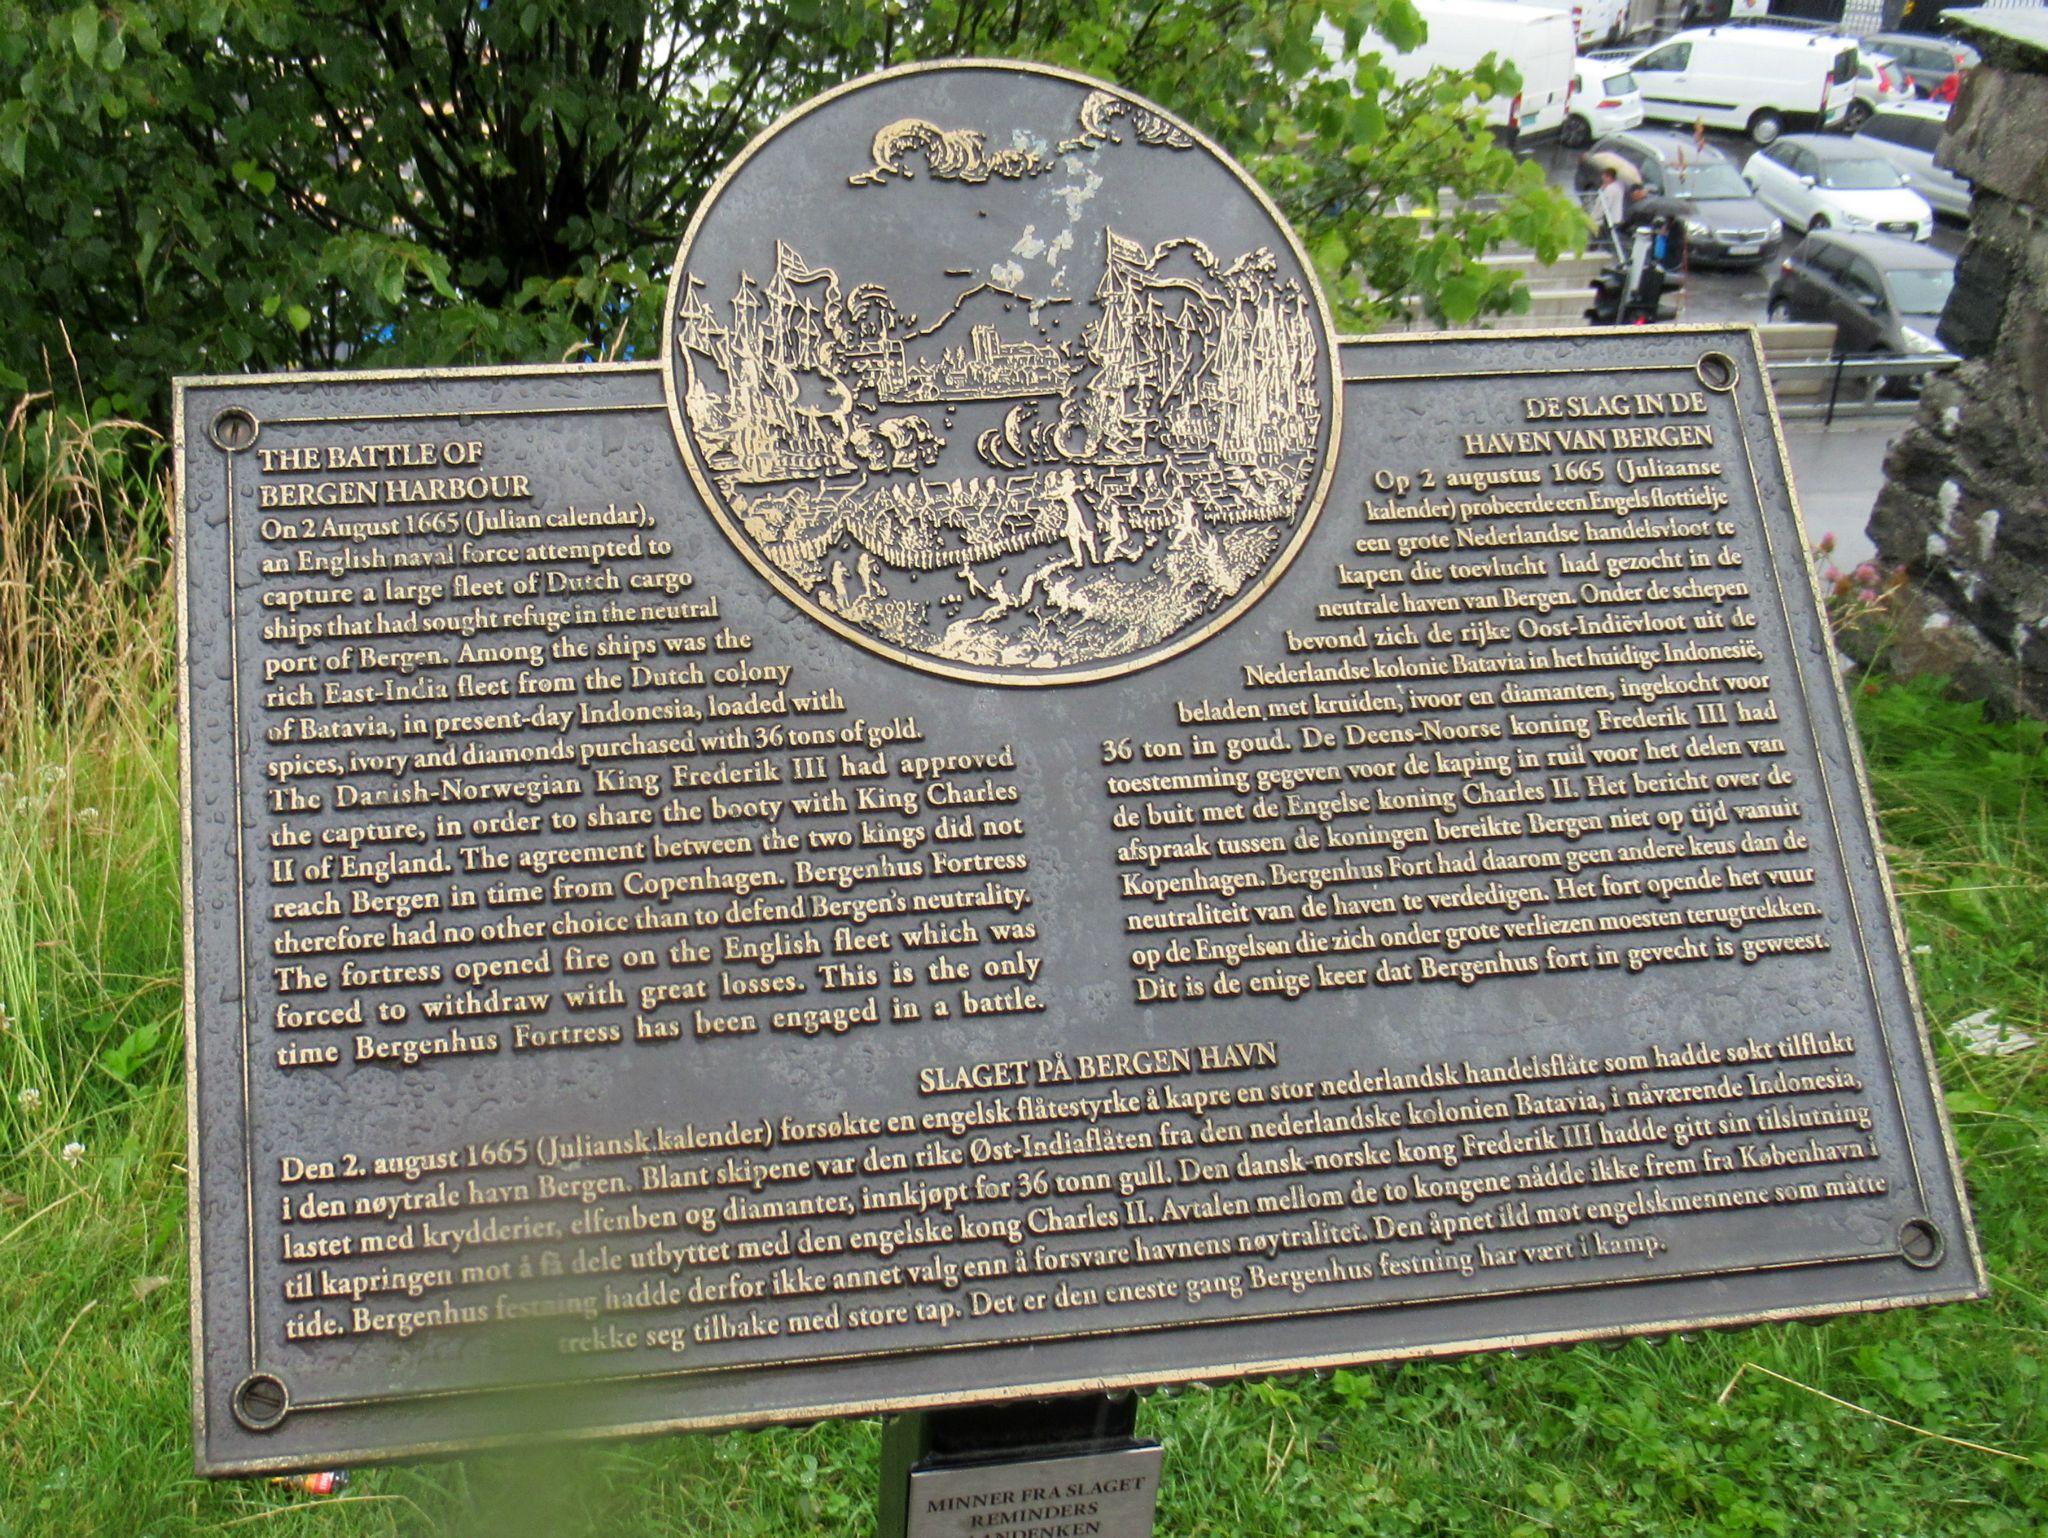 THE BATTLE OF
BERGEN HARBOUR
On 2 August 1665 (Julian calendar),
an English naval force attempted to
capture a large fleet of Dutch cargo
ships that had sought refuge in the neutral
port of Bergen. Among the ships was the
rich East-India fleet from the Dutch colony
of Batavia, in present-day Indonesia, loaded with
spices, ivory and diamonds purchased with 36 tons of gold.
The Danish-Norwegian King Frederik III had approved
the capture, in order to share the booty with King Charles
II of England. The agreement between the two kings did not
reach Bergen in time from Copenhagen. Bergenhus Fortress
therefore had no other choice than to defend Bergen's neutrality.
The fortress opened fire on the English fleet which was
forced to withdraw with great losses. This is the only
time Bergenhus Fortress has been engaged in a battle.
DE SLAG IN DE
HAVEN VAN BERGEN
Op 2 augustus 1665 (Juliaanse
kalender) probeerde een Engels flottielje
een grote Nederlandse handelsvloot te
kapen die toevlucht had gezocht in de
neutrale haven van Bergen. Onder de schepen
bevond zich de rijke Oost-Indiëvloot uit de
Nederlandse kolonie Batavia in het huidige Indonesië,
beladen met kruiden, ivoor en diamanten, ingekocht voor
36 ton in goud. De Deens-Noorse koning Frederik III had
toestemming gegeven voor de kaping in ruil voor het delen van
de buit met de Engelse koning Charles II. Het bericht over de
afspraak tussen de koningen bereikte Bergen niet op tijd vanuit
Kopenhagen. Bergenhus Fort had daarom geen andere keus dan de
neutraliteit van de haven te verdedigen. Het fort opende het vuur
op de Engelsen die zich onder grote verliezen moesten terugtrekken.
Dit is de enige keer dat Bergenhus fort in gevecht is geweest.
SLAGET PÅ BERGEN HAVN
Den 2. august 1665 (Juliansk kalender) forsøkte en engelsk flåtestyrke å kapre en stor nederlandsk handelsflåte som hadde søkt tilflukt
i den nøytrale havn Bergen. Blant skipene var den rike Øst-Indiaflåten fra den nederlandske kolonien Batavia, i nåværende Indonesia,
lastet med krydderier, elfenben og diamanter, innkjøpt for 36 tonn gull. Den dansk-norske kong Frederik III hadde gitt sin tilslutning
til kapringen mot å få dele utbyttet med den engelske kong Charles II. Avtalen mellom de to kongene nådde ikke frem fra København i
tide. Bergenhus festning hadde derfor ikke annet valg enn å forsvare havnens nøytralitet. Den åpnet ild mot engelskmennene som måtte
trekke seg tilbake med store tap. Det er den eneste gang Bergenhus festning har vært i kamp.
MINNER FRA SLAGET
REMINDERS
ANDENKEN